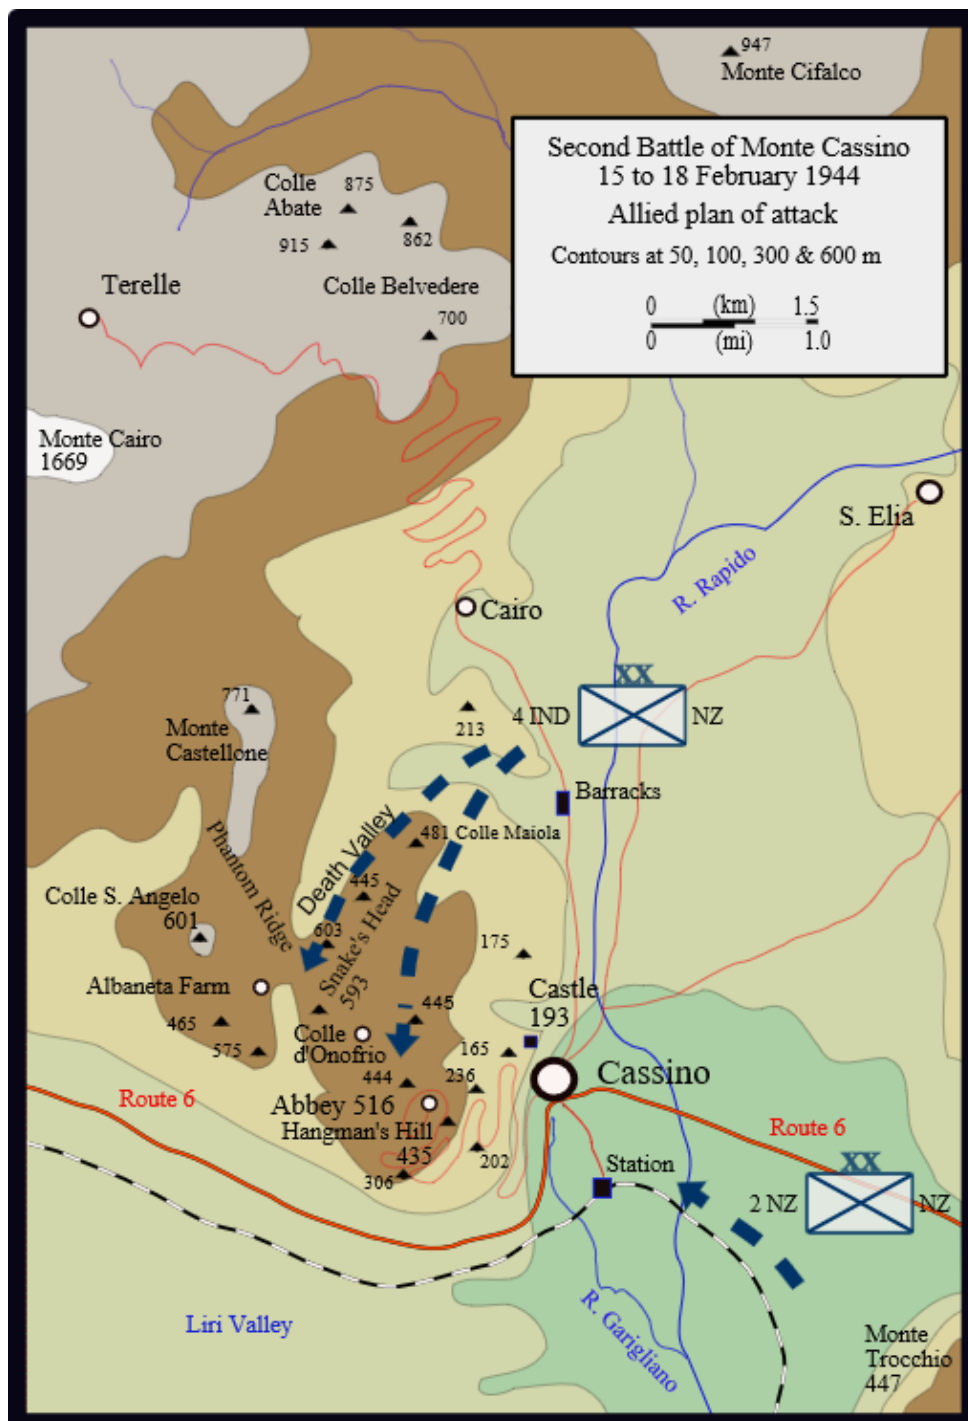 947
Monte Cifalco
Second Battle of Monte Cassino
15 to 18 February 1944
Allied plan of attack
Contours at 50, 100, 300 & 600 m
0 (km) 1.5
0 (mi) 1.0
Colle
Abate
875
915
862
Terelle
Colle Belvedere
700
Monte Cairo
1669
S. Elia
R. Rapido
Cairo
XX
4 IND
NZ
213
771
Monte
Castellone
Barracks
Death Valley
481 Colle Maiola
Phantom Ridge
445
Colle S. Angelo
601
603
Snake's Head
593
175
Albaneta Farm
Castle
193
465
575
445
Colle
d'Onofrio
165
444
236
Cassino
Route 6
Abbey 516
Hangman's Hill
435
Route 6
202
306
Station
XX
2 NZ
NZ
Liri Valley
R. Garigliano
Monte
Trocchio
447